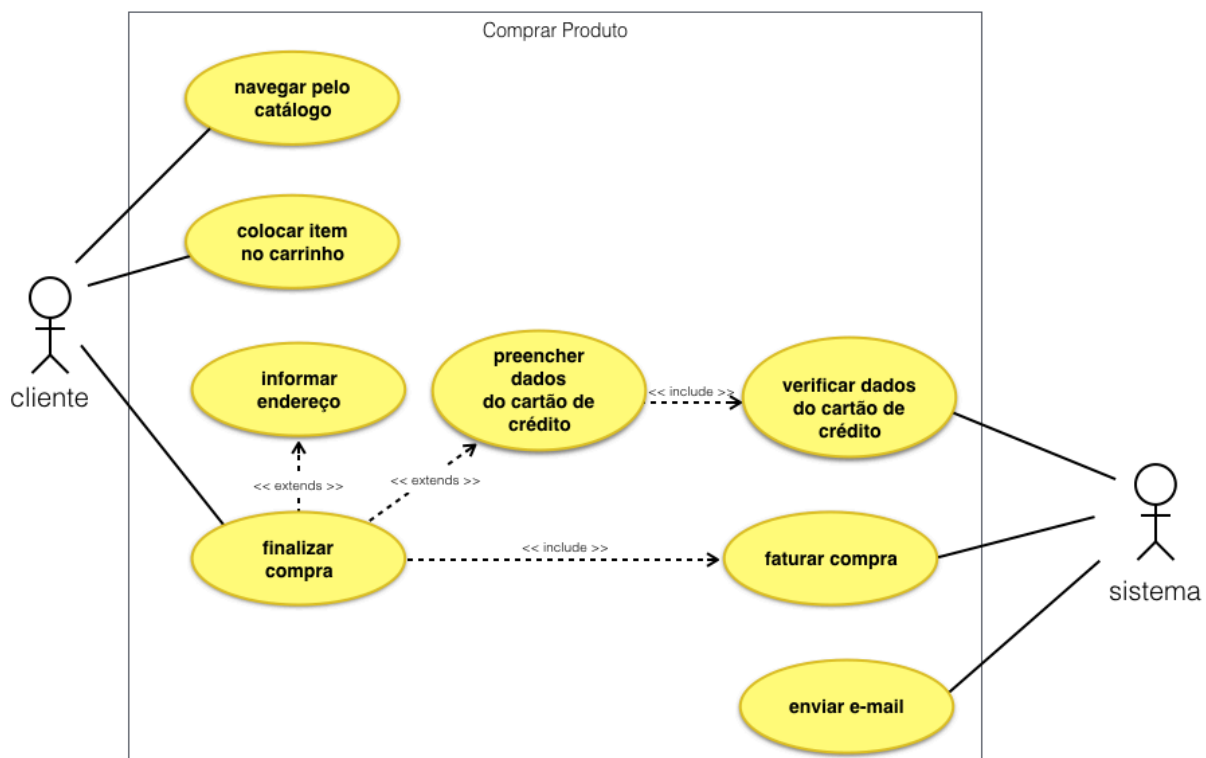 Comprar Produto
navegar pelo
catálogo
colocar item
no carrinho
cliente
informar
endereço
preencher
dados
do cartão de
crédito
<< include >>
verificar dados
do cartão de
crédito
<< extends >>
<< extends >>
finalizar
compra
<< include >>
faturar compra
sistema
enviar e-mail